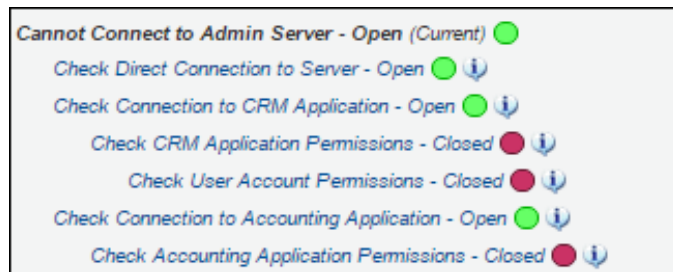 Cannot Connect to Admin Server - Open (Current)
Check Direct Connection to Server - Open
Check Connection to CRM Application - Open
Check CRM Application Permissions - Closed
Check User Account Permissions - Closed
Check Connection to Accounting Application - Open
Check Accounting Application Permissions - Closed